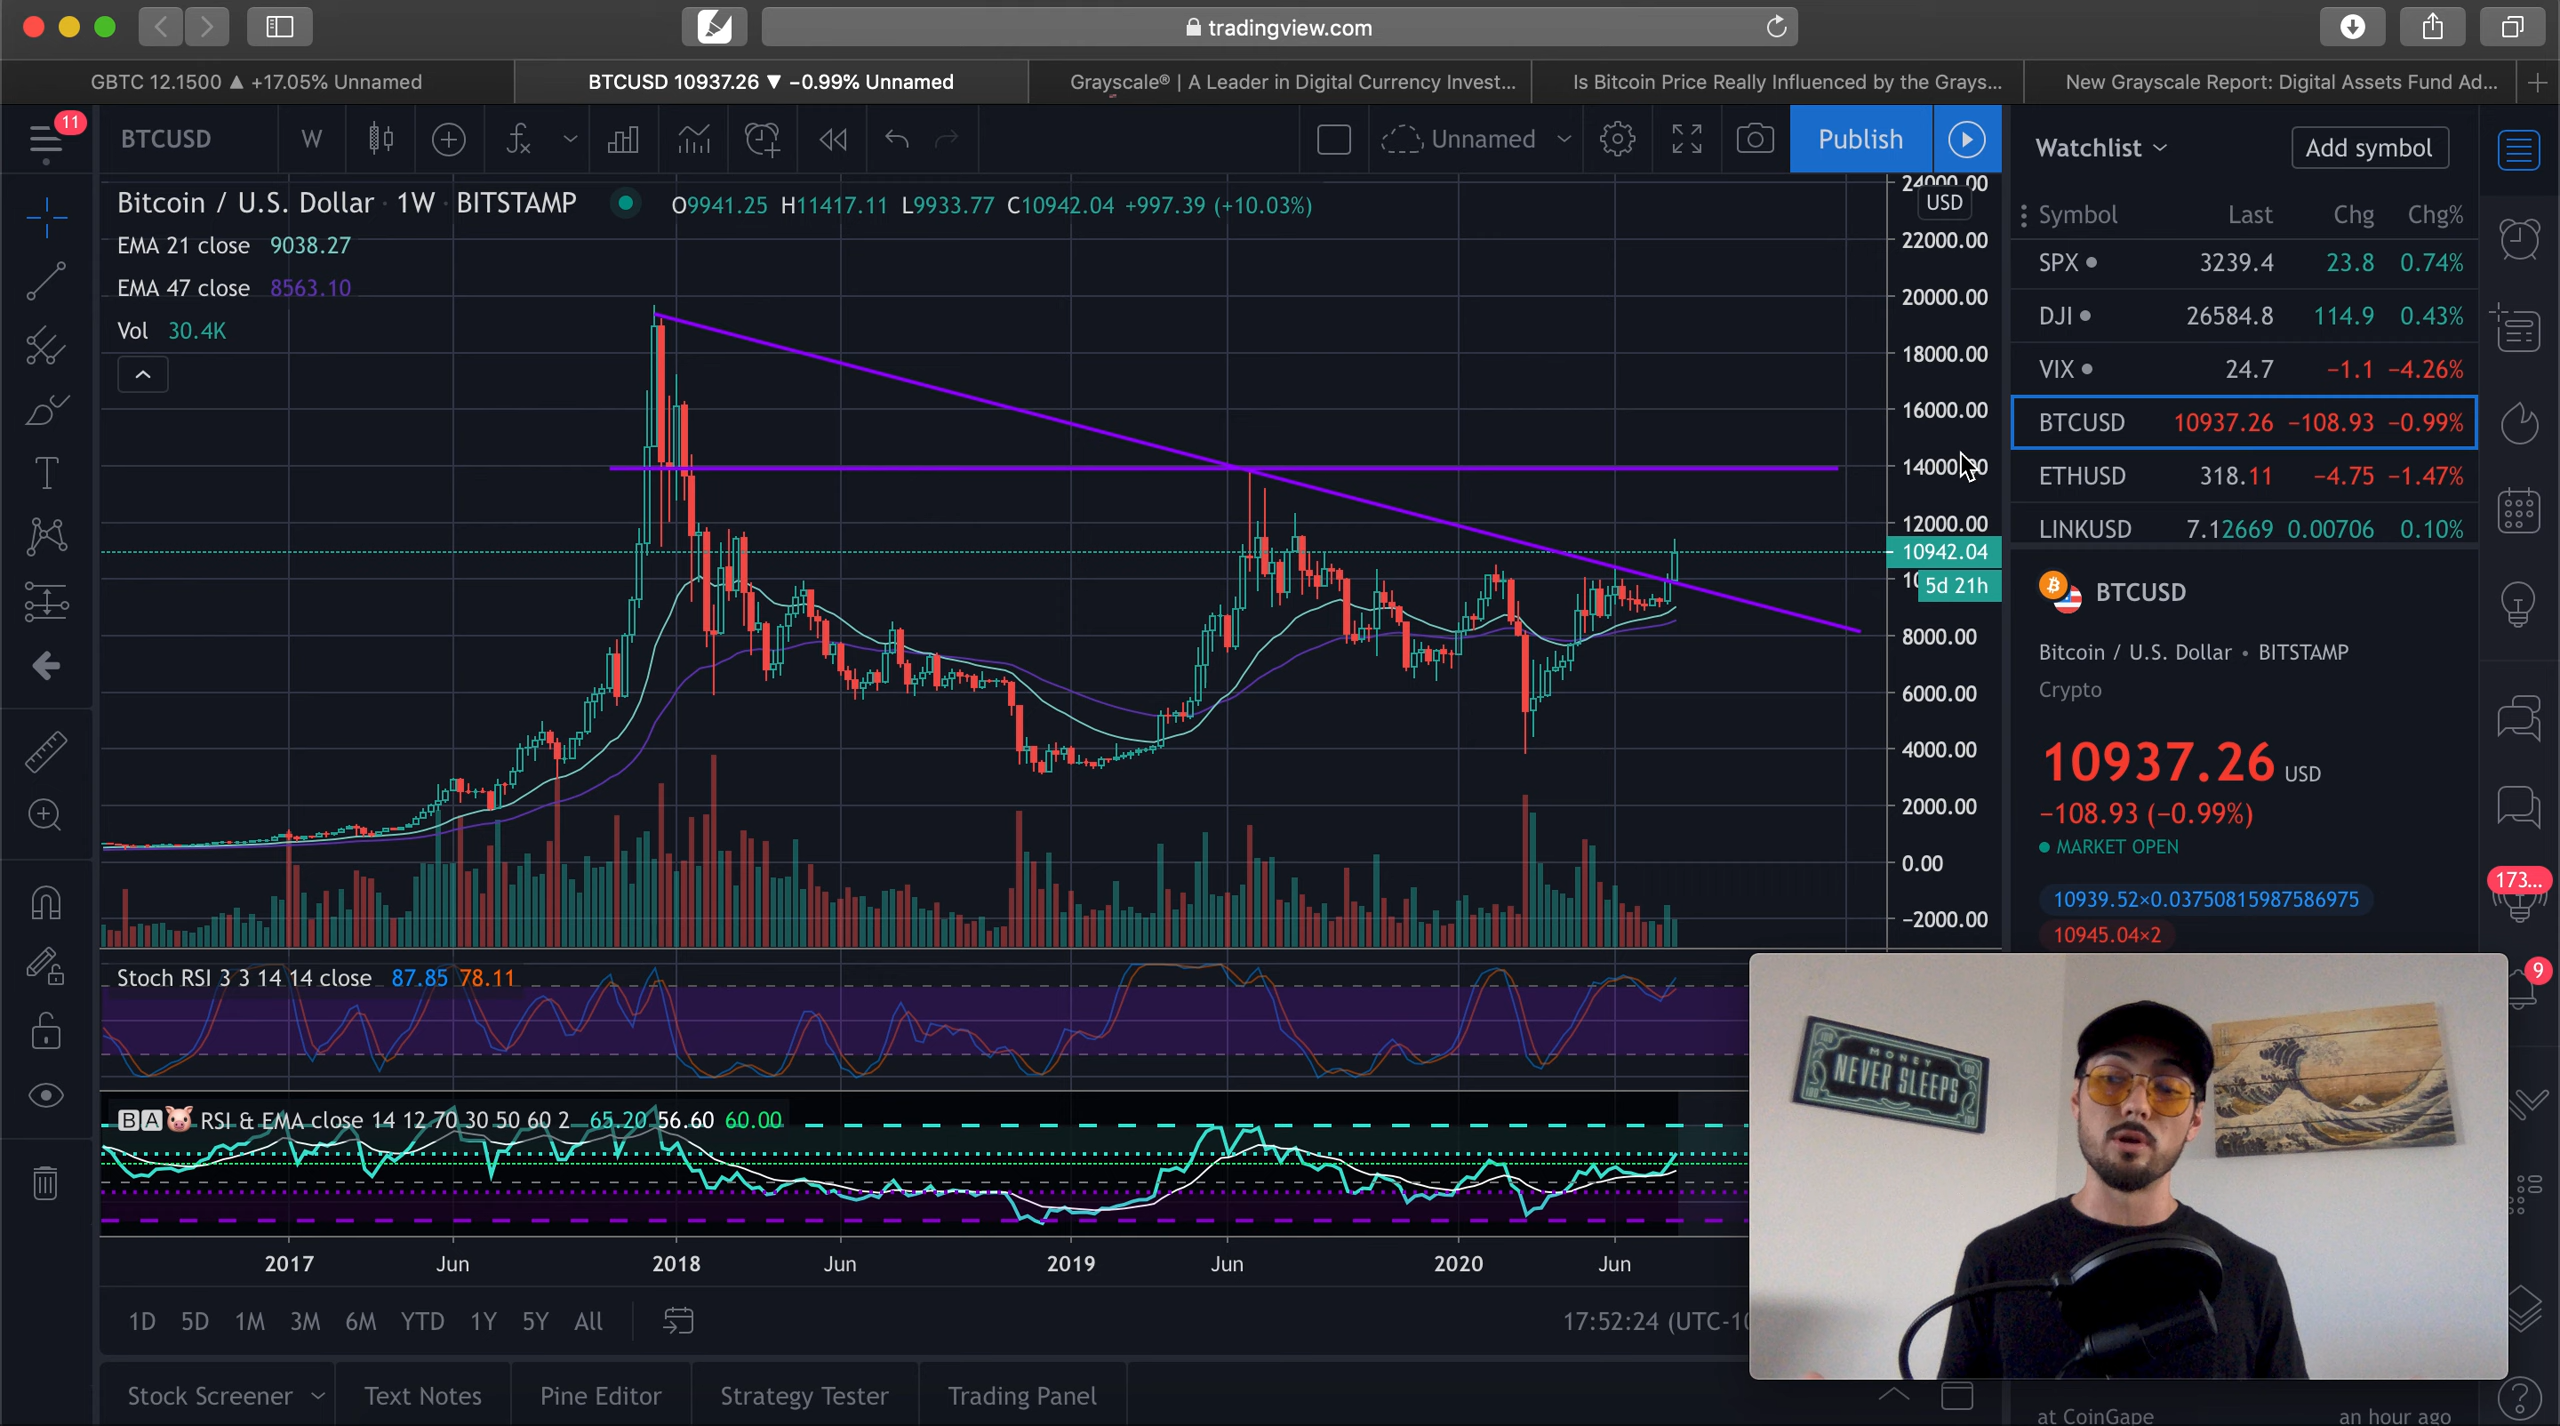 tradingview.com
GBTC 12.1500 ▲ +17.05% Unnamed
BTCUSD 10937.26 ▼ −0.99% Unnamed
Grayscale® | A Leader in Digital Currency Invest...
Is Bitcoin Price Really Influenced by the Grays...
New Grayscale Report: Digital Assets Fund Ad...
11
BTCUSD
W
Unnamed
Publish
Watchlist
Add symbol
Bitcoin / U.S. Dollar · 1W · BITSTAMP
O9941.25 H11417.11 L9933.77 C10942.04 +997.39 (+10.03%)
EMA 21 close 9038.27
EMA 47 close 8563.10
Vol 30.4K
24000.00
USD
22000.00
20000.00
18000.00
16000.00
14000.00
12000.00
10942.04
5d 21h
8000.00
6000.00
4000.00
2000.00
0.00
−2000.00
Symbol Last Chg Chg%
SPX 3239.4 23.8 0.74%
DJI 26584.8 114.9 0.43%
VIX 24.7 −1.1 −4.26%
BTCUSD 10937.26 −108.93 −0.99%
ETHUSD 318.11 −4.75 −1.47%
LINKUSD 7.12669 0.00706 0.10%
BTCUSD
Bitcoin / U.S. Dollar • BITSTAMP
Crypto
10937.26 USD
−108.93 (−0.99%)
MARKET OPEN
10939.52×0.03750815987586975
10945.04×2
173...
9
Stoch RSI 3 3 14 14 close 87.85 78.11
BA RSI & EMA close 14 12 70 30 50 60 2 65.20 56.60 60.00
2017 Jun 2018 Jun 2019 Jun 2020 Jun
1D 5D 1M 3M 6M YTD 1Y 5Y All
17:52:24 (UTC-10
Stock Screener
Text Notes
Pine Editor
Strategy Tester
Trading Panel
MONEY
NEVER SLEEPS
at CoinGape
an hour ago